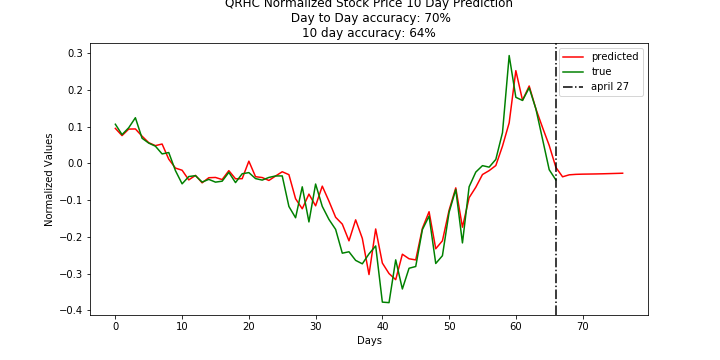 QRHC Normalized Stock Price 10 Day Prediction
Day to Day accuracy: 70%
10 day accuracy: 64%
predicted
true
april 27
Normalized Values
0.3
0.2
0.1
0.0
−0.1
−0.2
−0.3
−0.4
0 10 20 30 40 50 60 70
Days